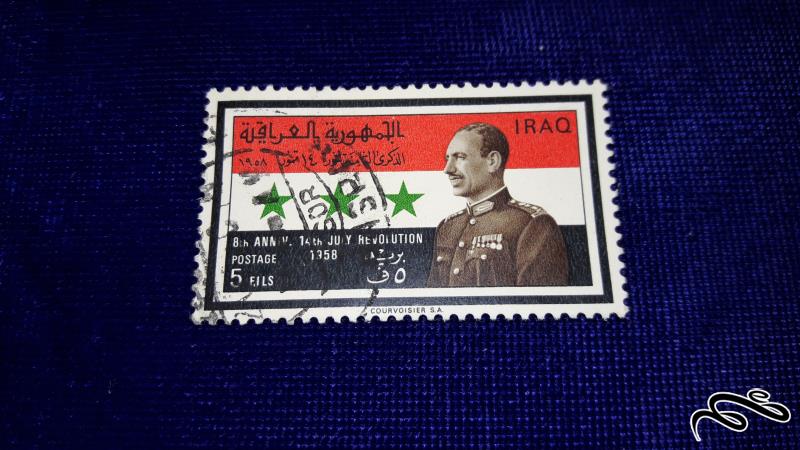 الجمهورية العراقية
IRAQ
الذكرى الثامنة لثورة ١٤ تموز ١٩٥٨
8th ANNIV. 14th JULY REVOLUTION
1958
POSTAGE
بريد
5 FILS
٥ ف
COURVOISIER S.A.